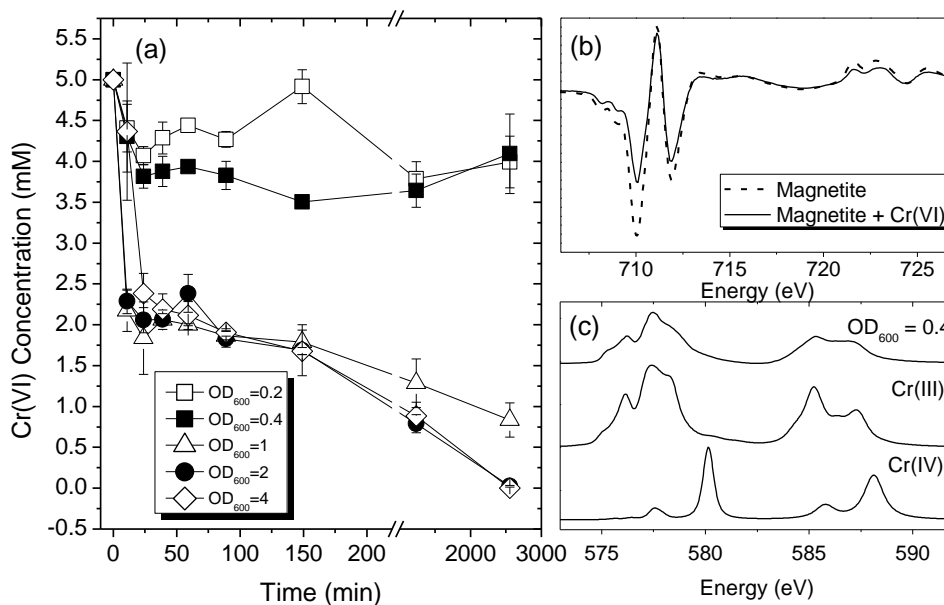 (a)
5.5
5.0
4.5
4.0
3.5
3.0
2.5
2.0
1.5
1.0
0.5
0.0
-0.5
Cr(VI) Concentration (mM)
OD600=0.2
OD600=0.4
OD600=1
OD600=2
OD600=4
0 50 100 150 200 2000 3000
Time (min)
(b)
Magnetite
Magnetite + Cr(VI)
710 715 720 725
Energy (eV)
(c)
OD600 = 0.4
Cr(III)
Cr(IV)
575 580 585 590
Energy (eV)